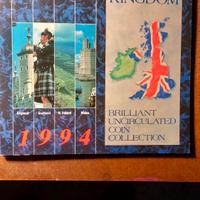 KINGDOM
England Scotland N. Ireland Wales
1994
BRILLIANT
UNCIRCULATED
COIN
COLLECTION